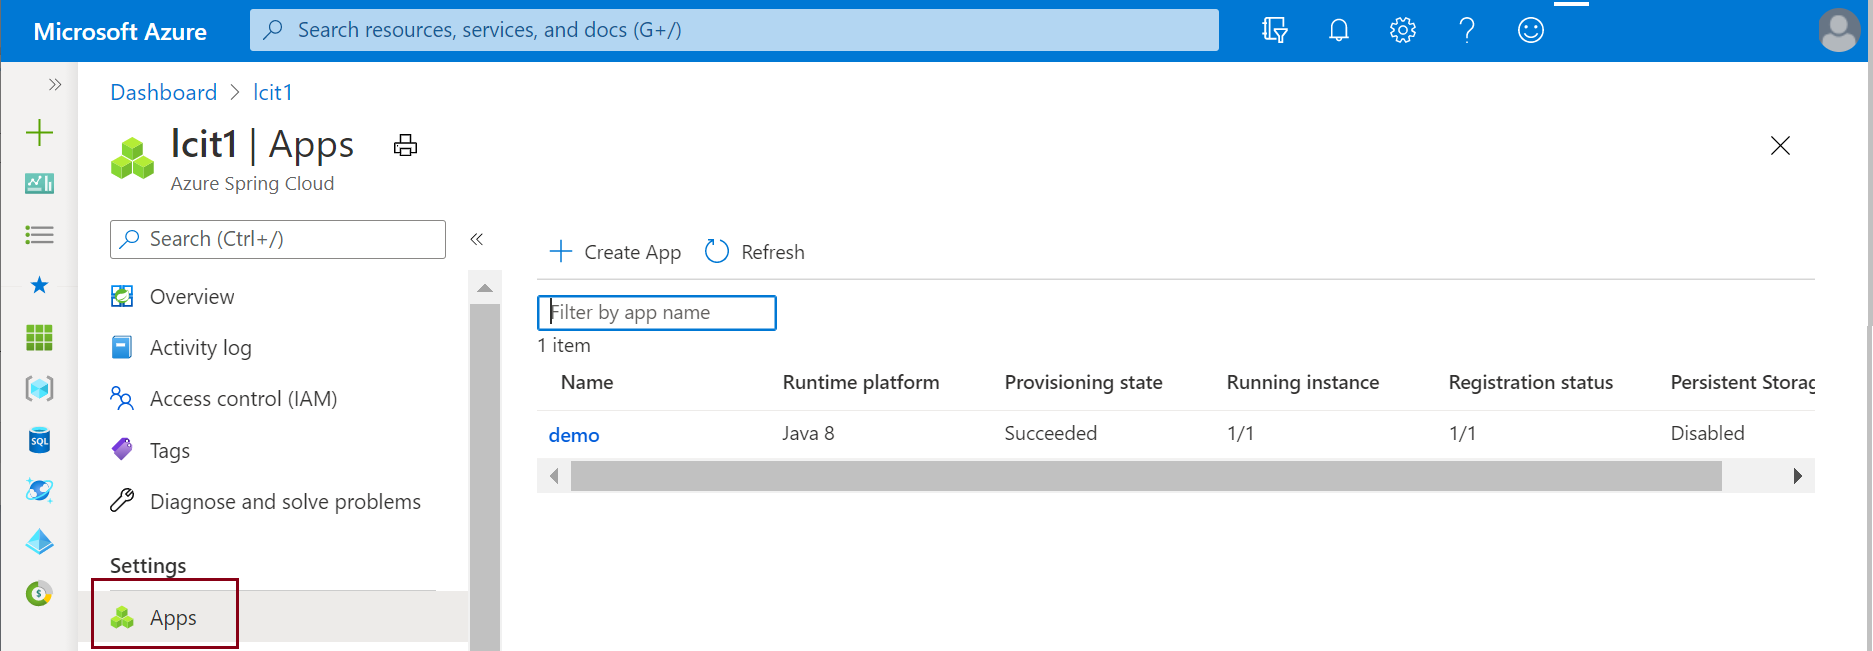 Microsoft Azure
Search resources, services, and docs (G+/)
Dashboard > lcit1
lcit1 | Apps
Azure Spring Cloud
Search (Ctrl+/)
Overview
Activity log
Access control (IAM)
Tags
Diagnose and solve problems
Settings
Apps
Create App Refresh
Filter by app name
1 item
Name Runtime platform Provisioning state Running instance Registration status Persistent Storag
demo Java 8 Succeeded 1/1 1/1 Disabled
SQL